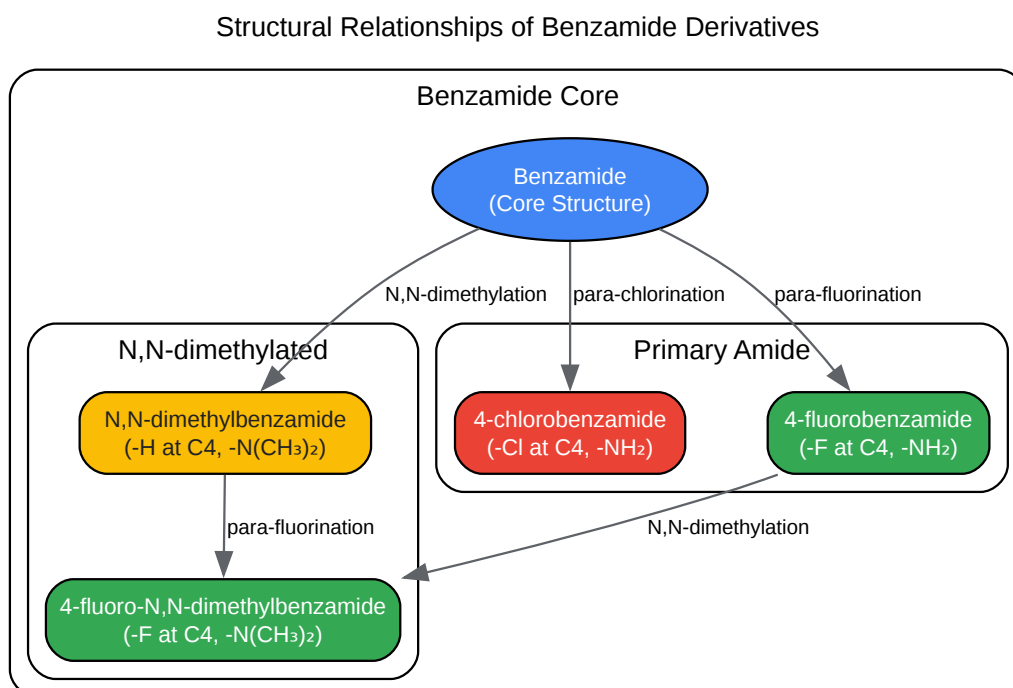 Structural Relationships of Benzamide Derivatives
Benzamide Core
Benzamide
(Core Structure)
N,N-dimethylation
para-chlorination
para-fluorination
N,N-dimethylated
Primary Amide
N,N-dimethylbenzamide
(-H at C4, -N(CH₃)₂)
4-chlorobenzamide
(-Cl at C4, -NH₂)
4-fluorobenzamide
(-F at C4, -NH₂)
para-fluorination
N,N-dimethylation
4-fluoro-N,N-dimethylbenzamide
(-F at C4, -N(CH₃)₂)